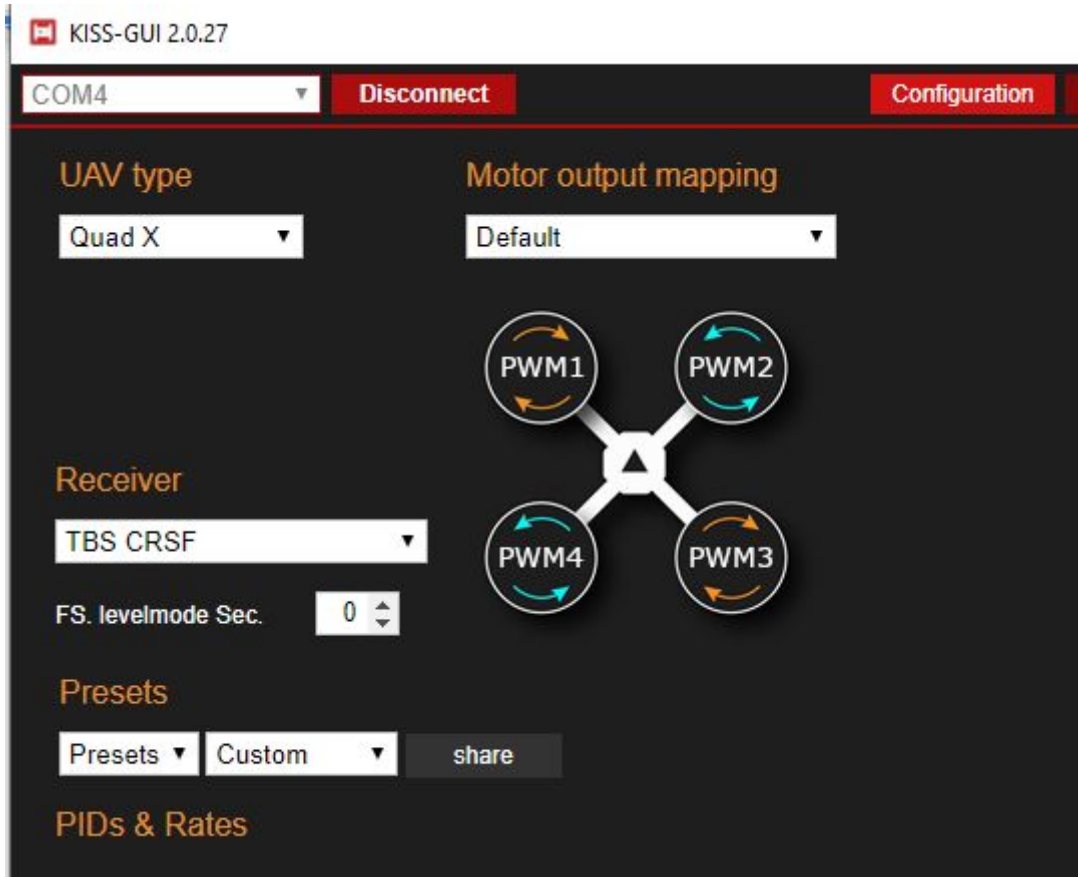 KISS-GUI 2.0.27
COM4 Disconnect Configuration
UAV type Motor output mapping
Quad X Default
PWM1 PWM2
Receiver
TBS CRSF
PWM4 PWM3
FS. levelmode Sec. 0
Presets
Presets Custom share
PIDs & Rates